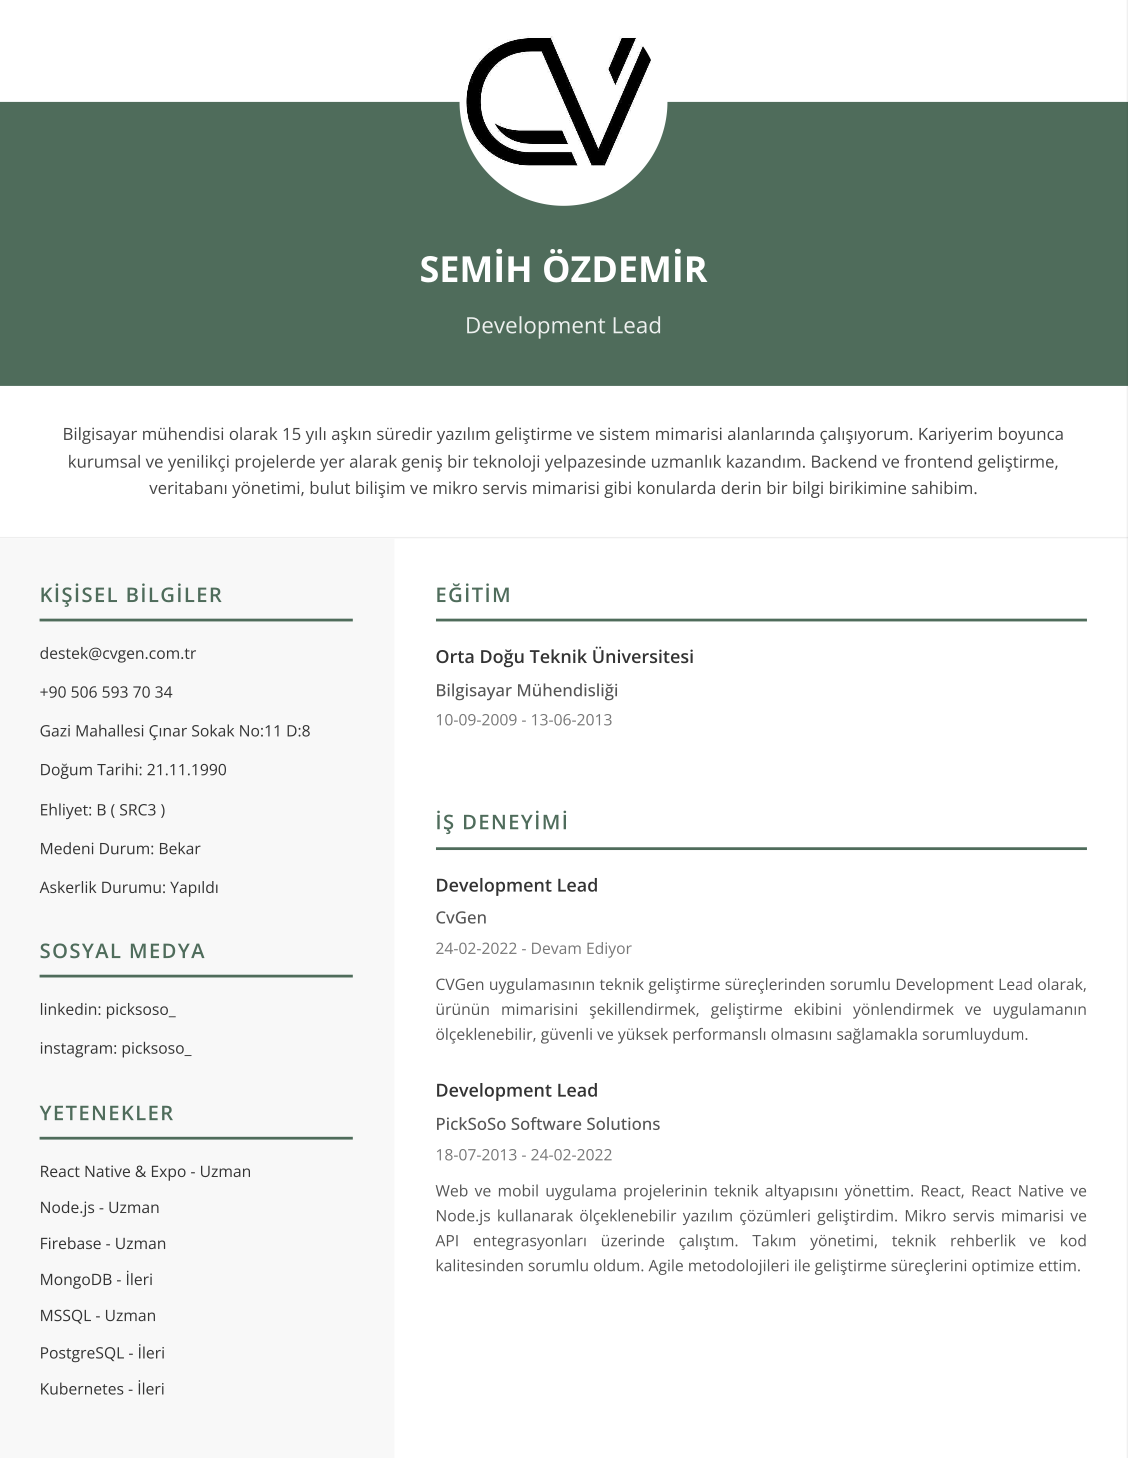 CV
SEMİH ÖZDEMİR
Development Lead
Bilgisayar mühendisi olarak 15 yılı aşkın süredir yazılım geliştirme ve sistem mimarisi alanlarında çalışıyorum. Kariyerim boyunca
kurumsal ve yenilikçi projelerde yer alarak geniş bir teknoloji yelpazesinde uzmanlık kazandım. Backend ve frontend geliştirme,
veritabanı yönetimi, bulut bilişim ve mikro servis mimarisi gibi konularda derin bir bilgi birikimine sahibim.
KİŞİSEL BİLGİLER
destek@cvgen.com.tr
+90 506 593 70 34
Gazi Mahallesi Çınar Sokak No:11 D:8
Doğum Tarihi: 21.11.1990
Ehliyet: B ( SRC3 )
Medeni Durum: Bekar
Askerlik Durumu: Yapıldı
SOSYAL MEDYA
linkedin: picksoso_
instagram: picksoso_
YETENEKLER
React Native & Expo - Uzman
Node.js - Uzman
Firebase - Uzman
MongoDB - İleri
MSSQL - Uzman
PostgreSQL - İleri
Kubernetes - İleri
EĞİTİM
Orta Doğu Teknik Üniversitesi
Bilgisayar Mühendisliği
10-09-2009 - 13-06-2013
İŞ DENEYİMİ
Development Lead
CvGen
24-02-2022 - Devam Ediyor
CVGen uygulamasının teknik geliştirme süreçlerinden sorumlu Development Lead olarak,
ürünün mimarisini şekillendirmek, geliştirme ekibini yönlendirmek ve uygulamanın
ölçeklenebilir, güvenli ve yüksek performanslı olmasını sağlamakla sorumluydum.
Development Lead
PickSoSo Software Solutions
18-07-2013 - 24-02-2022
Web ve mobil uygulama projelerinin teknik altyapısını yönettim. React, React Native ve
Node.js kullanarak ölçeklenebilir yazılım çözümleri geliştirdim. Mikro servis mimarisi ve
API entegrasyonları üzerinde çalıştım. Takım yönetimi, teknik rehberlik ve kod
kalitesinden sorumlu oldum. Agile metodolojileri ile geliştirme süreçlerini optimize ettim.